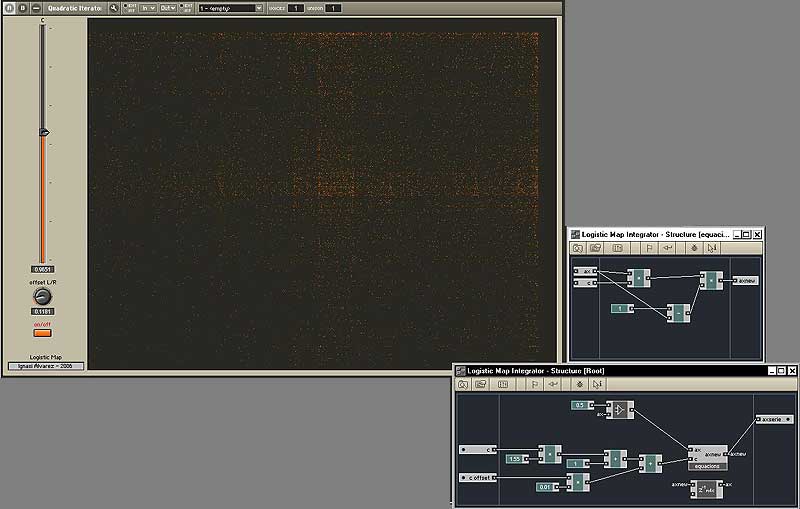 Quadratic Iterator
In
Out
1 - <empty>
VOICES 1 UNISON 1
C
0.9651
offset L/R
0.1181
on/off
Logistic Map
Ignasi Alvarez - 2006
Logistic Map Integrator - Structure [equaci...
ax
c
axnew
1
Logistic Map Integrator - Structure [Root]
0.5
ax
axserie
c
1.55
1
ax
c
axnew
axnew
equacions
c offset
0.01
axnew
ax